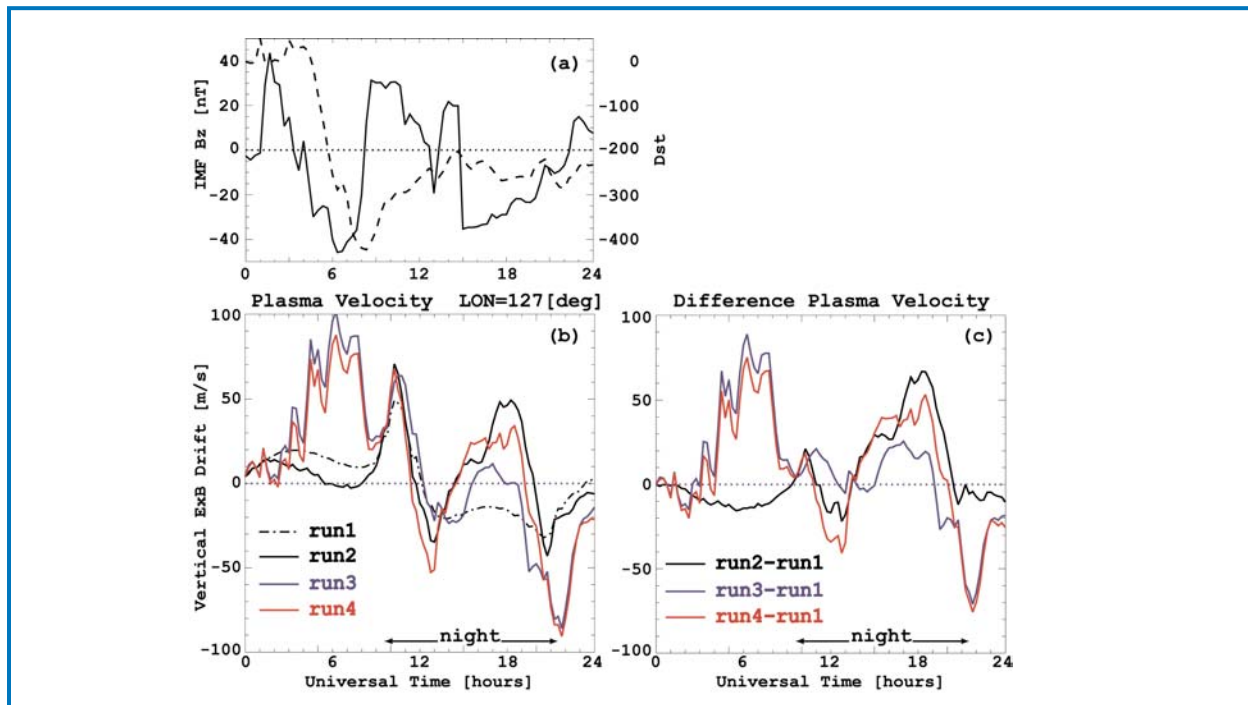 (a)
IMF Bz [nT]
40
20
0
-20
-40
0
-100
-200
-300
-400
Dst
0 6 12 18 24
Plasma Velocity LON=127[deg]
(b)
Vertical ExB Drift [m/s]
100
50
0
-50
-100
run1
run2
run3
run4
night
0 6 12 18 24
Universal Time [hours]
Difference Plasma Velocity
(c)
100
50
0
-50
-100
run2-run1
run3-run1
run4-run1
night
0 6 12 18 24
Universal Time [hours]